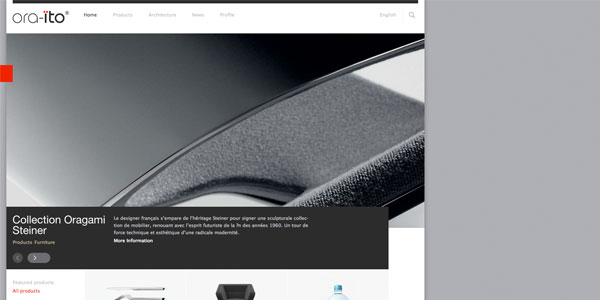 ora-ïto®
Home Products Architecture News Profile English
Collection Oragami
Steiner
Products Furniture
Le designer français s'empare de l'héritage Steiner pour signer une sculpturale collec-
tion de mobilier, renouant avec l'esprit futuriste de la fin des années 1960. Un tour de
force technique et esthétique d'une radicale modernité.
More Information
Featured products
All products